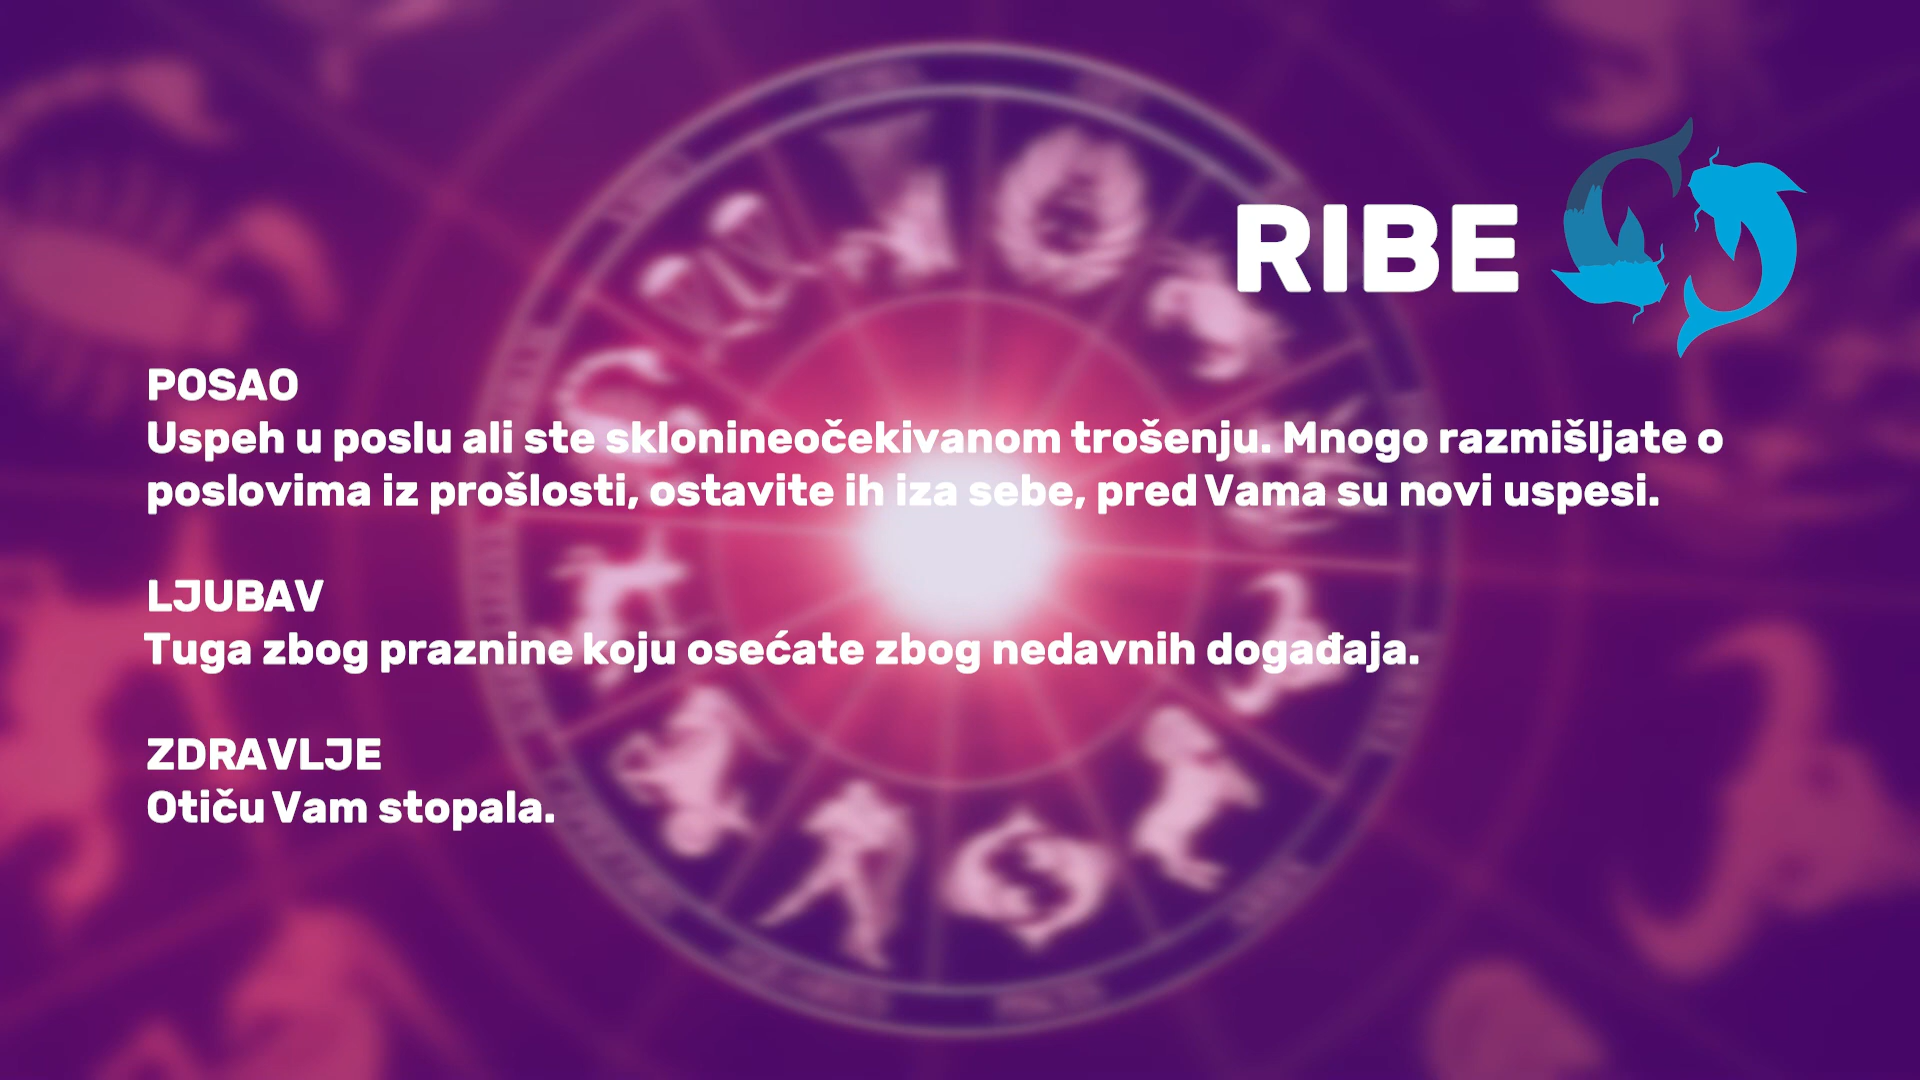 RIBE
POSAO
Uspeh u poslu ali ste sklonineočekivanom trošenju. Mnogo razmišljate o
poslovima iz prošlosti, ostavite ih iza sebe, pred Vama su novi uspesi.
LJUBAV
Tuga zbog praznine koju osećate zbog nedavnih događaja.
ZDRAVLJE
Otiču Vam stopala.